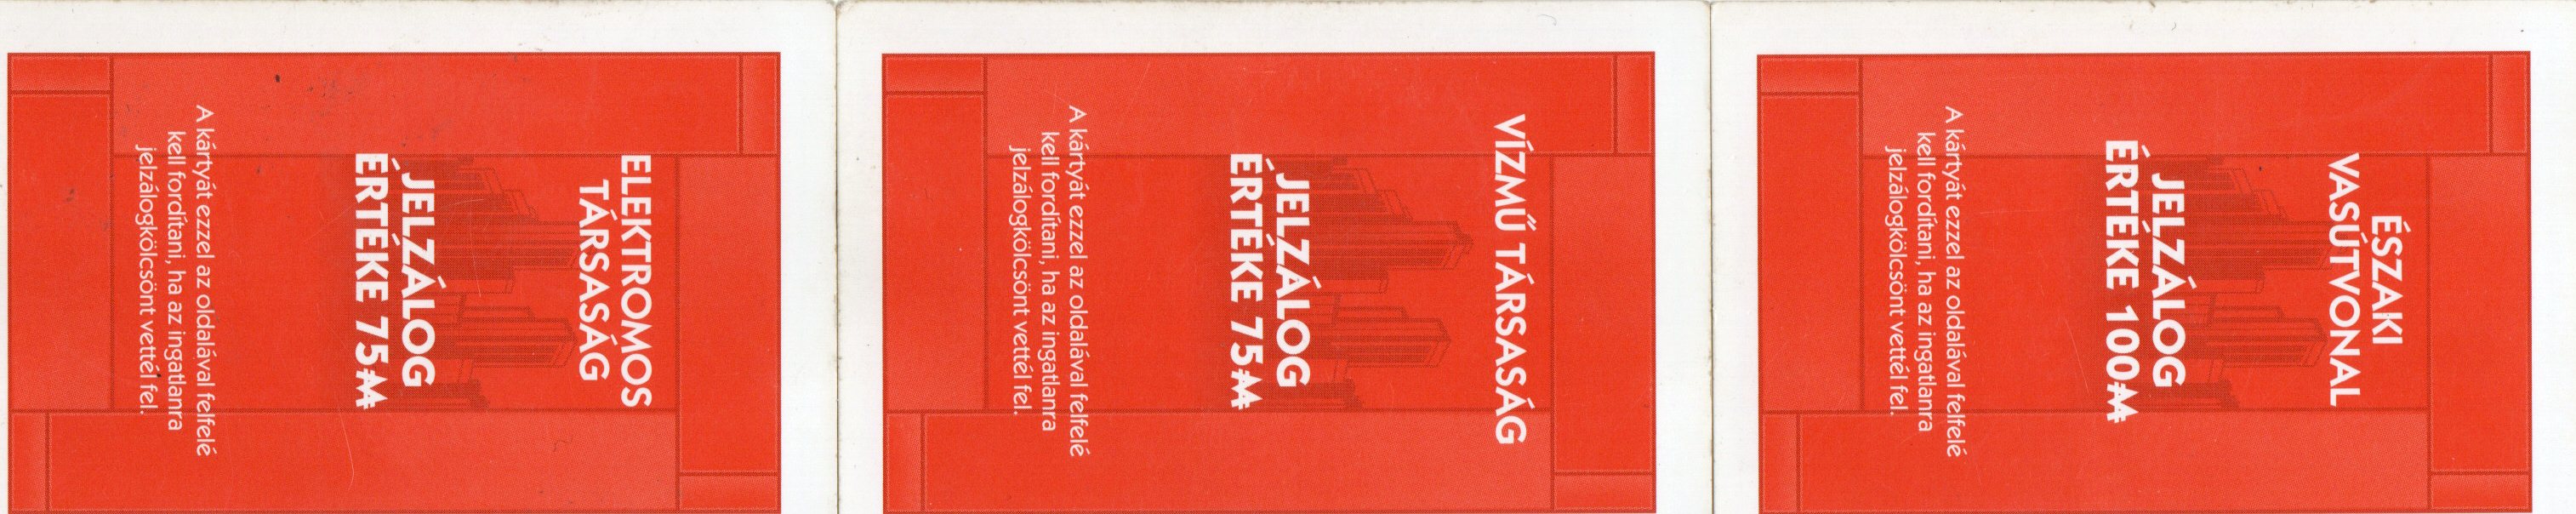 ELEKTROMOS
TÁRSASÁG
JELZÁLOG
ÉRTÉKE 75₩
A kártyát ezzel az oldalával felfelé
kell fordítani, ha az ingatlanra
jelzálogkölcsönt vettél fel.
VÍZMŰ TÁRSASÁG
JELZÁLOG
ÉRTÉKE 75₩
A kártyát ezzel az oldalával felfelé
kell fordítani, ha az ingatlanra
jelzálogkölcsönt vettél fel.
ÉSZAKI
VASÚTVONAL
JELZÁLOG
ÉRTÉKE 100₩
A kártyát ezzel az oldalával felfelé
kell fordítani, ha az ingatlanra
jelzálogkölcsönt vettél fel.